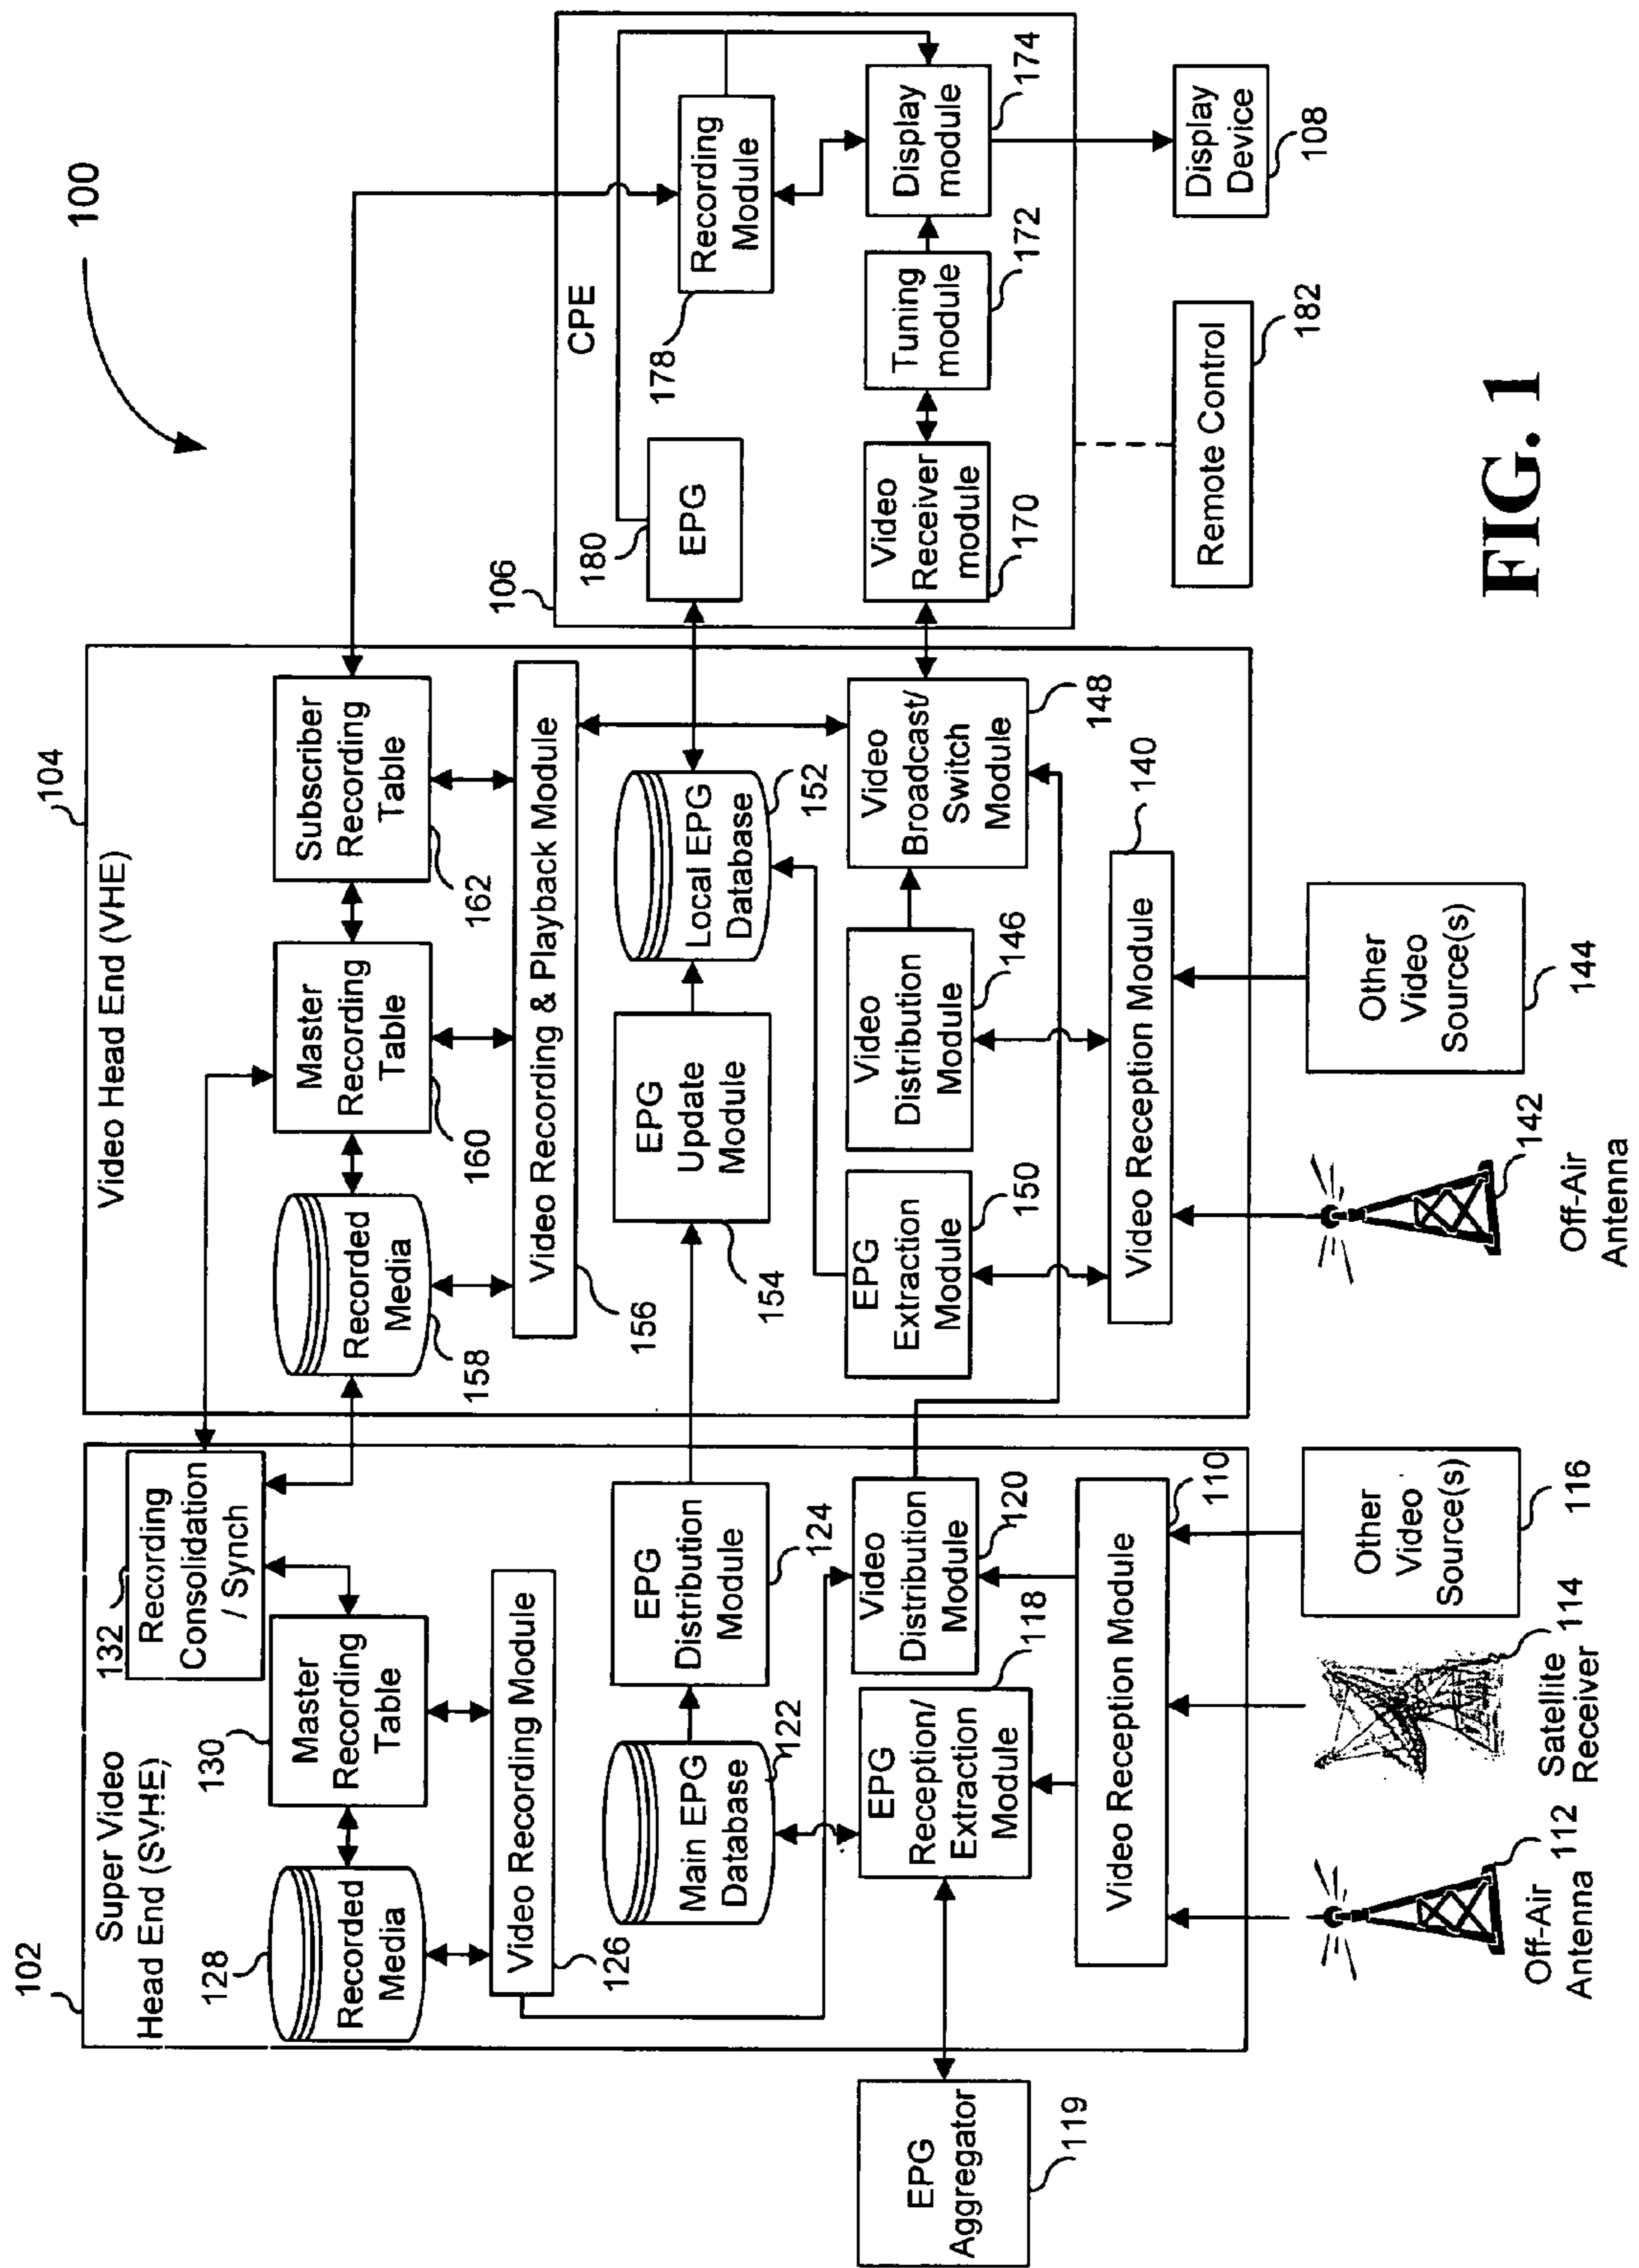 100
102
Super Video
Head End (SVHE)
128
Recorded
Media
130
Master
Recording
Table
132
Recording
Consolidation
/ Synch
Video Recording Module
126
Main EPG
Database
122
EPG
Distribution
Module
124
EPG
Reception/
Extraction
Module
118
Video
Distribution
Module
120
Video Reception Module
110
EPG
Aggregator
119
Off-Air
Antenna
112
Satellite
Receiver
114
Other
Video
Source(s)
116
104
Video Head End (VHE)
Recorded
Media
158
Master
Recording
Table
160
Subscriber
Recording
Table
162
Video Recording & Playback Module
156
EPG
Update
Module
154
Local EPG
Database
152
EPG
Extraction
Module
150
Video
Distribution
Module
146
Video
Broadcast/
Switch
Module
148
Video Reception Module
140
Off-Air
Antenna
142
Other
Video
Source(s)
144
106
CPE
180
EPG
178
Recording
Module
Video
Receiver
module
170
Tuning
module
172
Display
module
174
Remote Control
182
Display
Device
108
FIG. 1